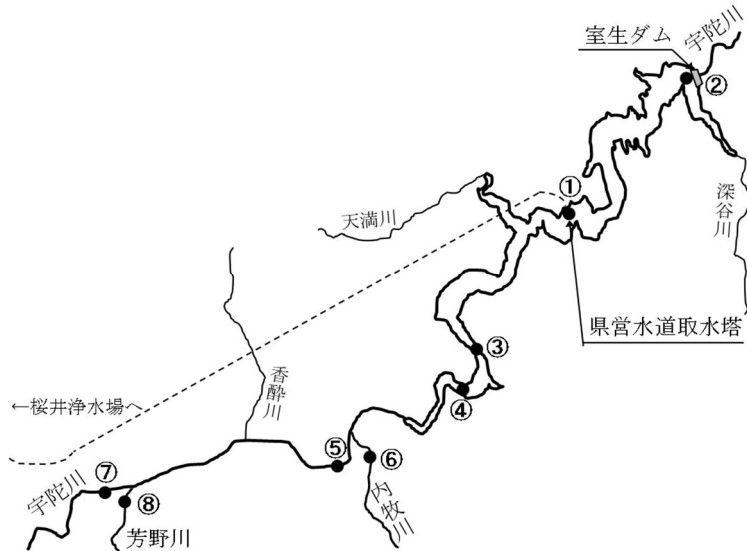 室生ダム
宇陀川
②
①
深谷川
天満川
県営水道取水塔
③
香酔川
④
←桜井浄水場へ
⑤
⑥
⑦
宇陀川
⑧
内牧川
芳野川